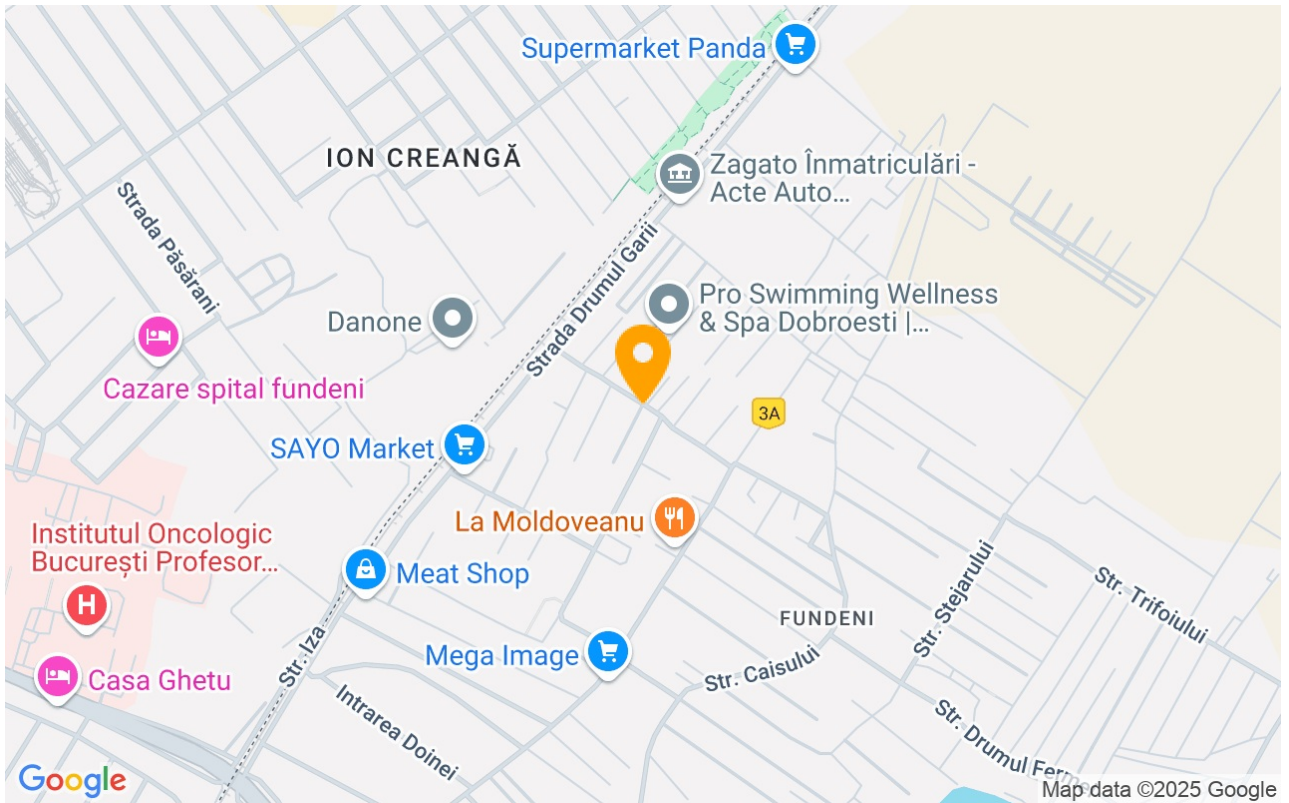 Supermarket Panda
ION CREANGĂ
Zagato Înmatriculări -
Acte Auto...
Strada Păsărani
Strada Drumul Garii
Pro Swimming Wellness
& Spa Dobroesti |...
Danone
Cazare spital fundeni
3A
SAYO Market
La Moldoveanu
Institutul Oncologic
București Profesor...
H
Meat Shop
Str. Trifoiului
Str. Stejarului
FUNDENI
Str. Iza
Mega Image
Str. Caisului
Casa Ghetu
Intrarea Doinei
Str. Drumul
Google
Map data ©2025 Google